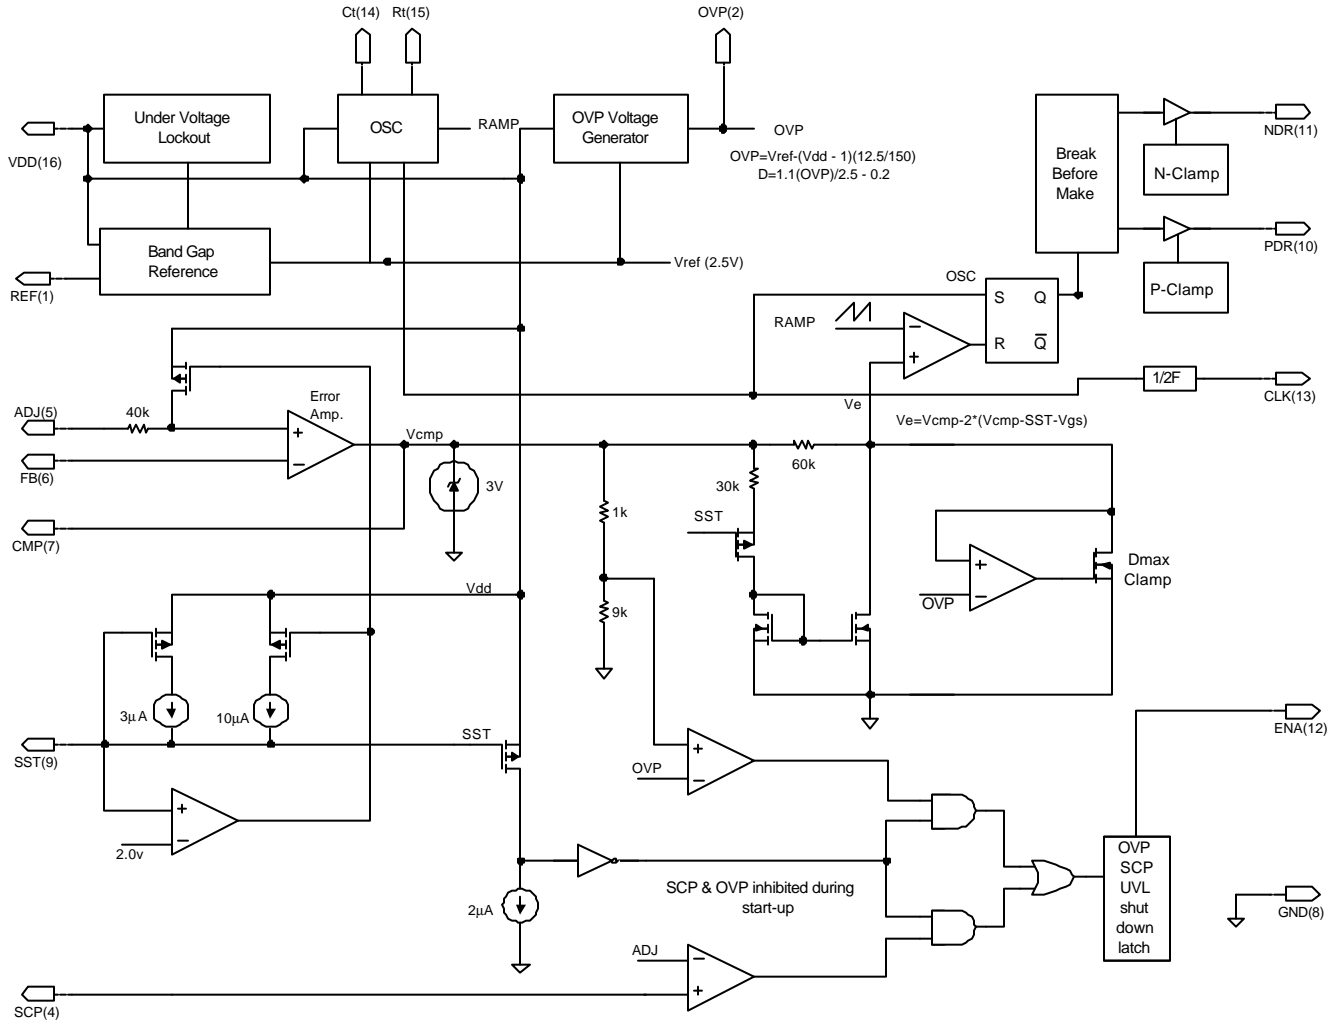 Ct(14)
Rt(15)
OVP(2)
Under Voltage
Lockout
OSC
RAMP
OVP Voltage
Generator
OVP
OVP=Vref-(Vdd - 1)(12.5/150)
D=1.1(OVP)/2.5 - 0.2
VDD(16)
Break
Before
Make
NDR(11)
N-Clamp
Band Gap
Reference
Vref (2.5V)
REF(1)
PDR(10)
P-Clamp
OSC
S
Q
R
Q
RAMP
−
+
1/2F
CLK(13)
Ve
Ve=Vcmp-2*(Vcmp-SST-Vgs)
ADJ(5)
40k
Error
Amp.
+
−
Vcmp
FB(6)
3V
60k
30k
1k
SST
CMP(7)
+
−
OVP
Dmax
Clamp
Vdd
9k
3µA
10µA
SST(9)
SST
+
−
2.0v
+
−
OVP
ENA(12)
2µA
SCP & OVP inhibited during
start-up
OVP
SCP
UVL
shut
down
latch
GND(8)
ADJ
−
+
SCP(4)